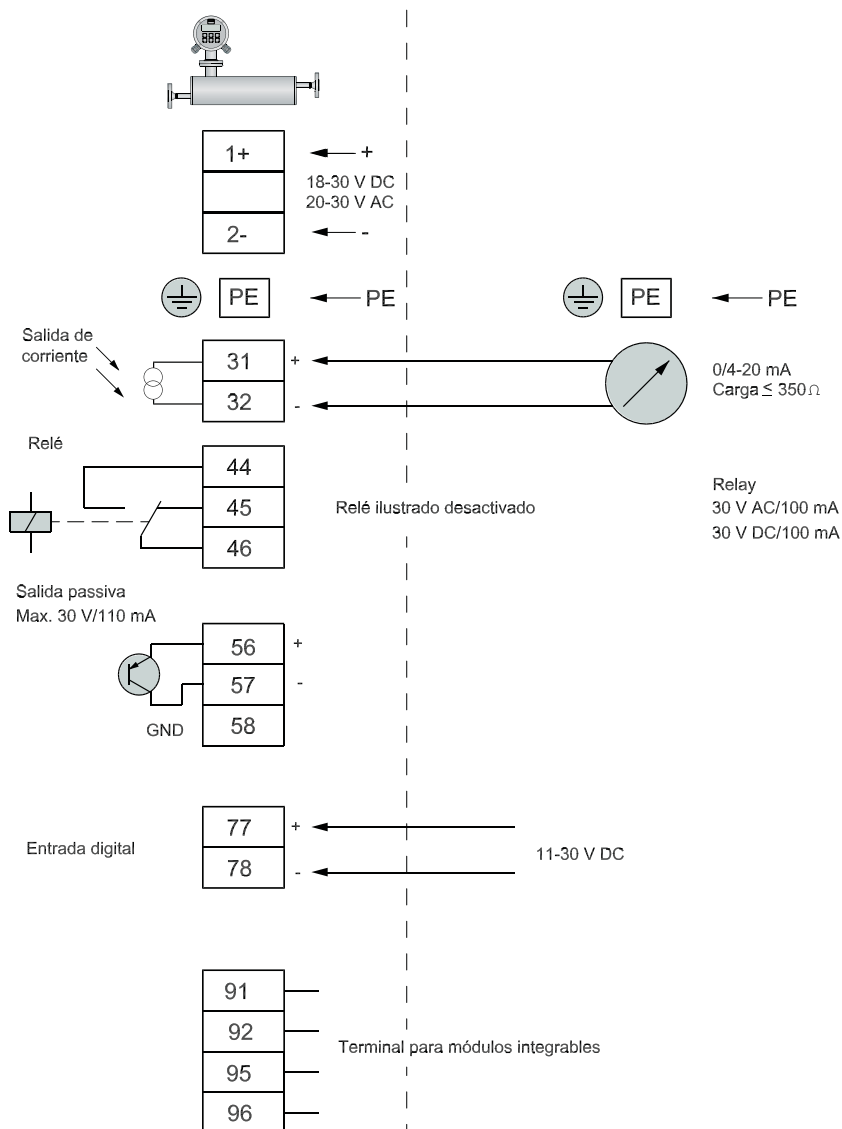 1+
+
18-30 V DC
20-30 V AC
2-
-
PE
PE
PE
PE
Salida de
corriente
31
+
32
-
0/4-20 mA
Carga ≤ 350Ω
Relé
44
45
46
Relé ilustrado desactivado
Relay
30 V AC/100 mA
30 V DC/100 mA
Salida passiva
Max. 30 V/110 mA
56
+
57
-
58
GND
77
+
78
-
Entrada digital
11-30 V DC
91
92
95
96
Terminal para módulos integrables